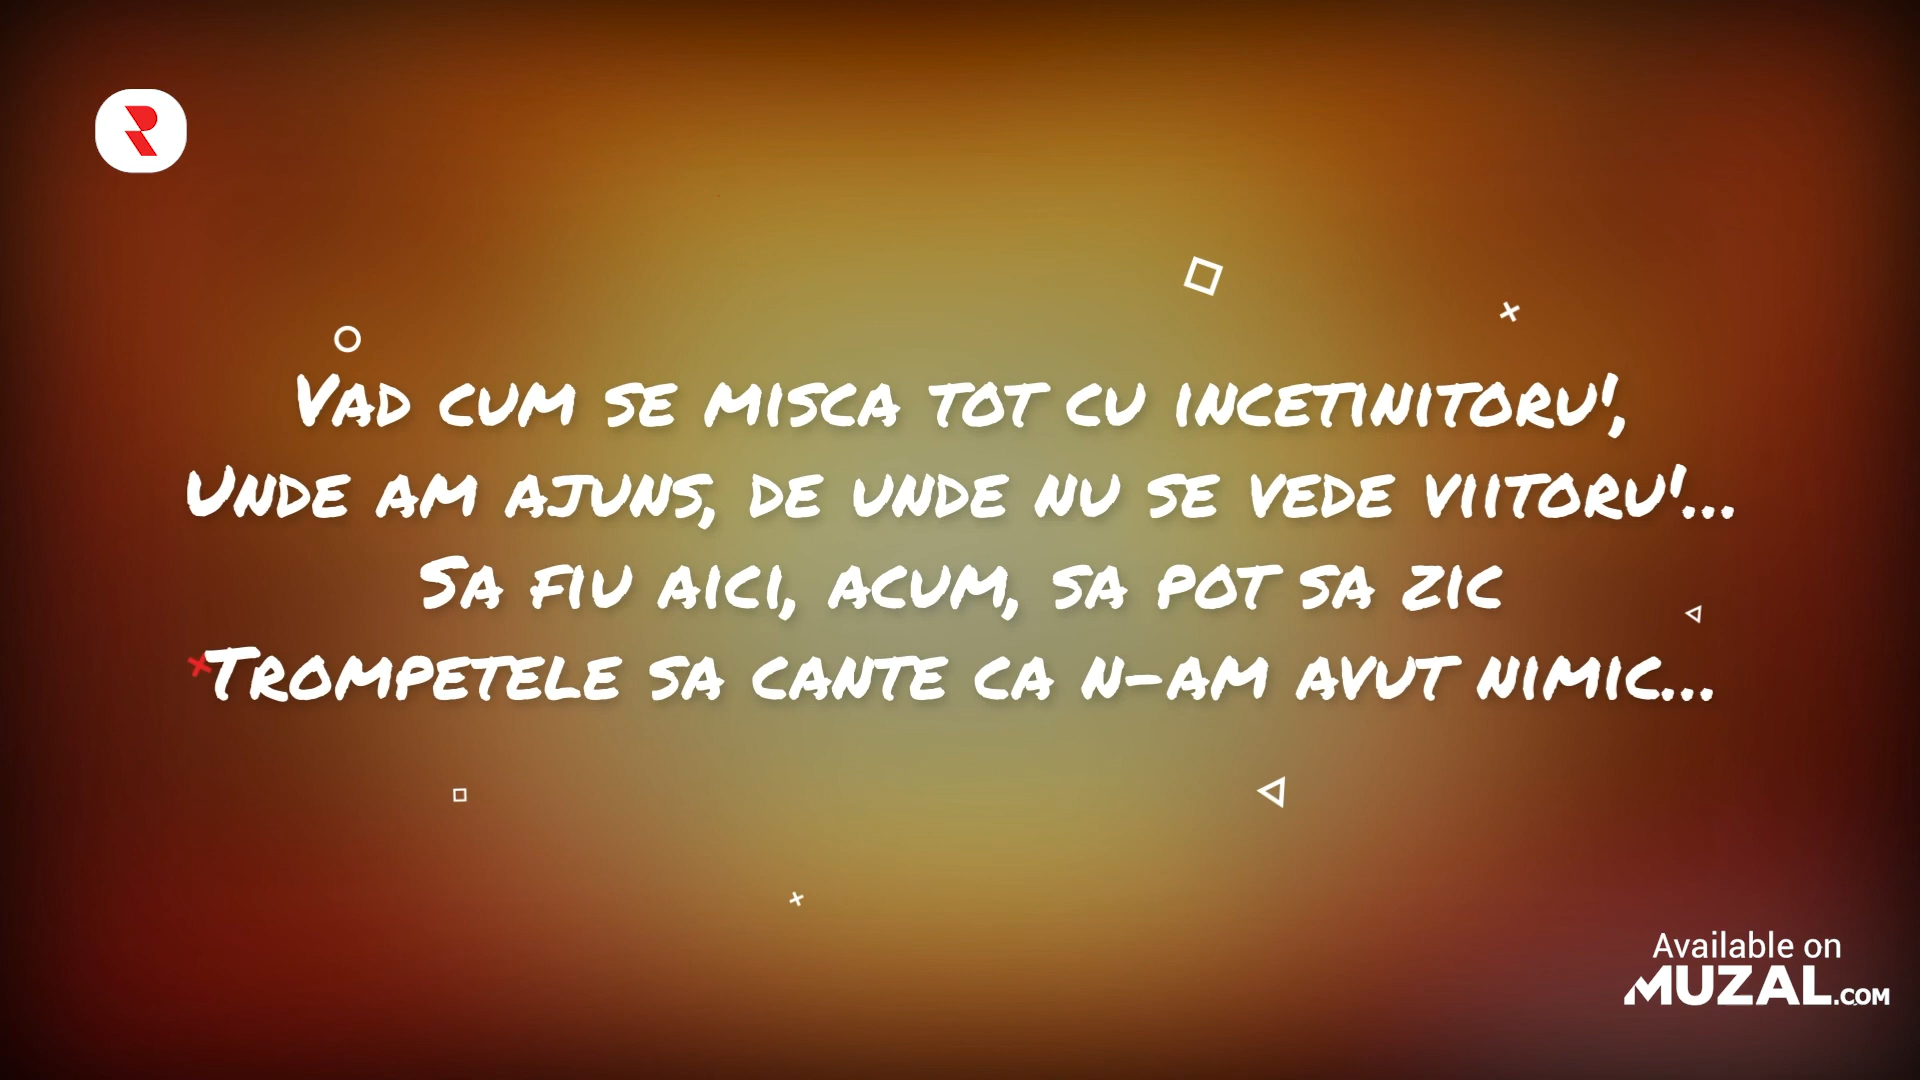 Vad cum se misca tot cu incetinitoru',
Unde am ajuns, de unde nu se vede viitoru'...
Sa fiu aici, acum, sa pot sa zic
Trompetele sa cante ca n-am avut nimic...
Available on
MUZAL.COM